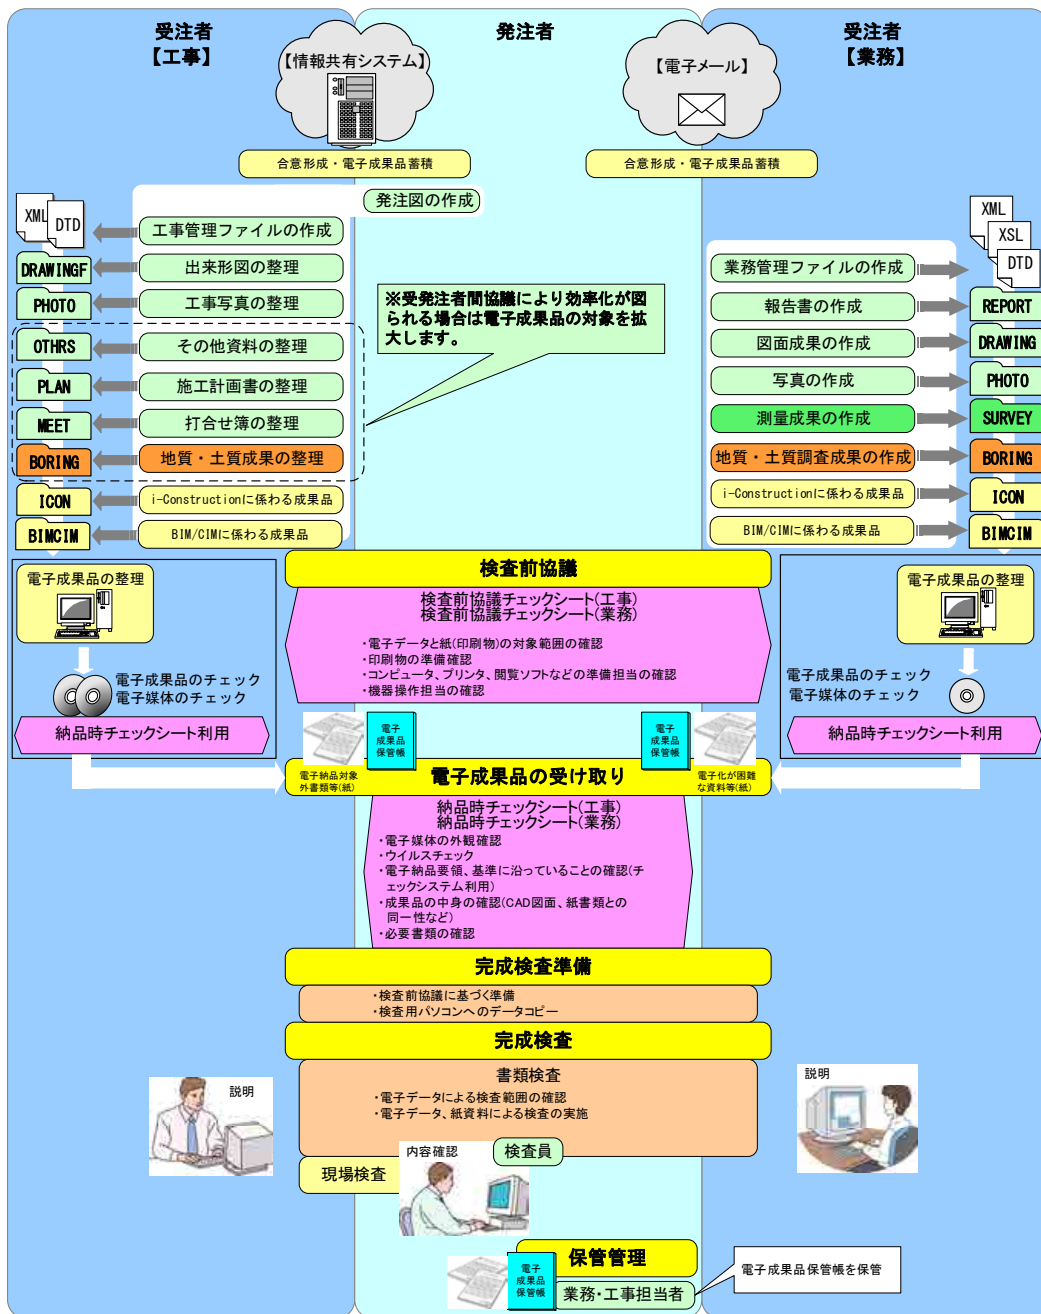 受注者
【工事】
発注者
受注者
【業務】
【情報共有システム】
【電子メール】
合意形成・電子成果品蓄積
合意形成・電子成果品蓄積
発注図の作成
XML
DTD
工事管理ファイルの作成
DRAWINGF
出来形図の整理
PHOTO
工事写真の整理
OTHRS
その他資料の整理
PLAN
施工計画書の整理
MEET
打合せ簿の整理
BORING
地質・土質成果の整理
ICON
i-Constructionに係わる成果品
BIMCIM
BIM/CIMに係わる成果品
※受発注者間協議により効率化が図
られる場合は電子成果品の対象を拡
大します。
XML
XSL
DTD
業務管理ファイルの作成
報告書の作成
REPORT
図面成果の作成
DRAWING
写真の作成
PHOTO
測量成果の作成
SURVEY
地質・土質調査成果の作成
BORING
i-Constructionに係わる成果品
ICON
BIM/CIMに係わる成果品
BIMCIM
電子成果品の整理
電子成果品のチェック
電子媒体のチェック
納品時チェックシート利用
検査前協議
検査前協議チェックシート(工事)
検査前協議チェックシート(業務)
・電子データと紙(印刷物)の対象範囲の確認
・印刷物の準備確認
・コンピュータ、プリンタ、閲覧ソフトなどの準備担当の確認
・機器操作担当の確認
電子成果品の整理
電子成果品のチェック
電子媒体のチェック
納品時チェックシート利用
電子
成果品
保管帳
電子
成果品
保管帳
電子納品対象
外書類等(紙)
電子成果品の受け取り
電子化が困難
な資料等(紙)
納品時チェックシート(工事)
納品時チェックシート(業務)
・電子媒体の外観確認
・ウイルスチェック
・電子納品要領、基準に沿っていることの確認(チ
ェックシステム利用)
・成果品の中身の確認(CAD図面、紙書類との
同一性など)
・必要書類の確認
完成検査準備
・検査前協議に基づく準備
・検査用パソコンへのデータコピー
完成検査
書類検査
・電子データによる検査範囲の確認
・電子データ、紙資料による検査の実施
説明
説明
内容確認
検査員
現場検査
保管管理
電子
成果品
保管帳
業務・工事担当者
電子成果品保管帳を保管